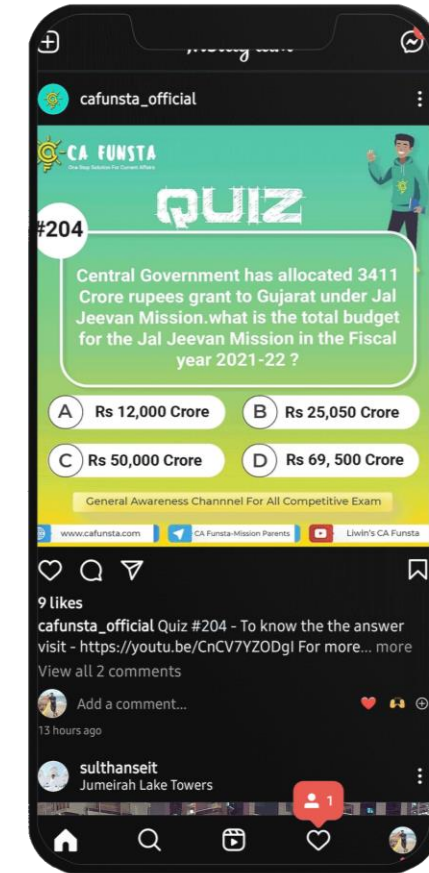 cafunsta_official
CA FUNSTA
One Stop Solution For Current Affairs
QUIZ
#204
Central Government has allocated 3411
Crore rupees grant to Gujarat under Jal
Jeevan Mission.what is the total budget
for the Jal Jeevan Mission in the Fiscal
year 2021-22 ?
A Rs 12,000 Crore
B Rs 25,050 Crore
C Rs 50,000 Crore
D Rs 69, 500 Crore
General Awareness Channnel For All Competitive Exam
www.cafunsta.com
CA Funsta-Mission Parents
Liwin's CA Funsta
9 likes
cafunsta_official Quiz #204 - To know the the answer
visit - https://youtu.be/CnCV7YZODgI For more... more
View all 2 comments
Add a comment...
13 hours ago
sulthanseit
Jumeirah Lake Towers
1